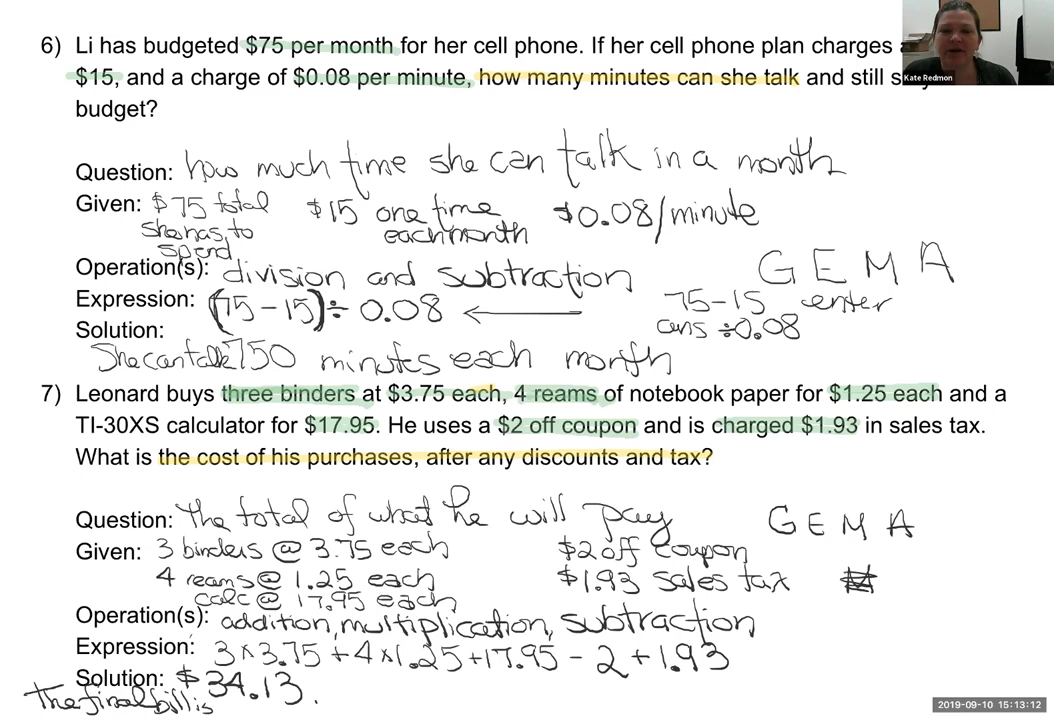 6) Li has budgeted $75 per month for her cell phone. If her cell phone plan charges
$15, and a charge of $0.08 per minute, how many minutes can she talk and still
budget?
Kate Redmon
Question: how much time she can talk in a month
Given: $75 total $15 one time $0.08/minute
she has to each month
spend
Operation(s): division and subtraction G E M A
Expression: (75 - 15) ÷ 0.08 ← 75-15 enter
Solution: ans ÷0.08
She can talk 750 minutes each month
7) Leonard buys three binders at $3.75 each, 4 reams of notebook paper for $1.25 each and a
TI-30XS calculator for $17.95. He uses a $2 off coupon and is charged $1.93 in sales tax.
What is the cost of his purchases, after any discounts and tax?
Question: the total of what he will pay G E M A
Given: 3 binders @ 3.75 each $2 off coupon
4 reams @ 1.25 each $1.93 sales tax
calc @ 17.95 each
Operation(s): addition, multiplication, subtraction
Expression: 3 × 3.75 + 4 × 1.25 + 17.95 - 2 + 1.93
Solution: $34.13.
the final bill is
2019-09-10 15:13:12